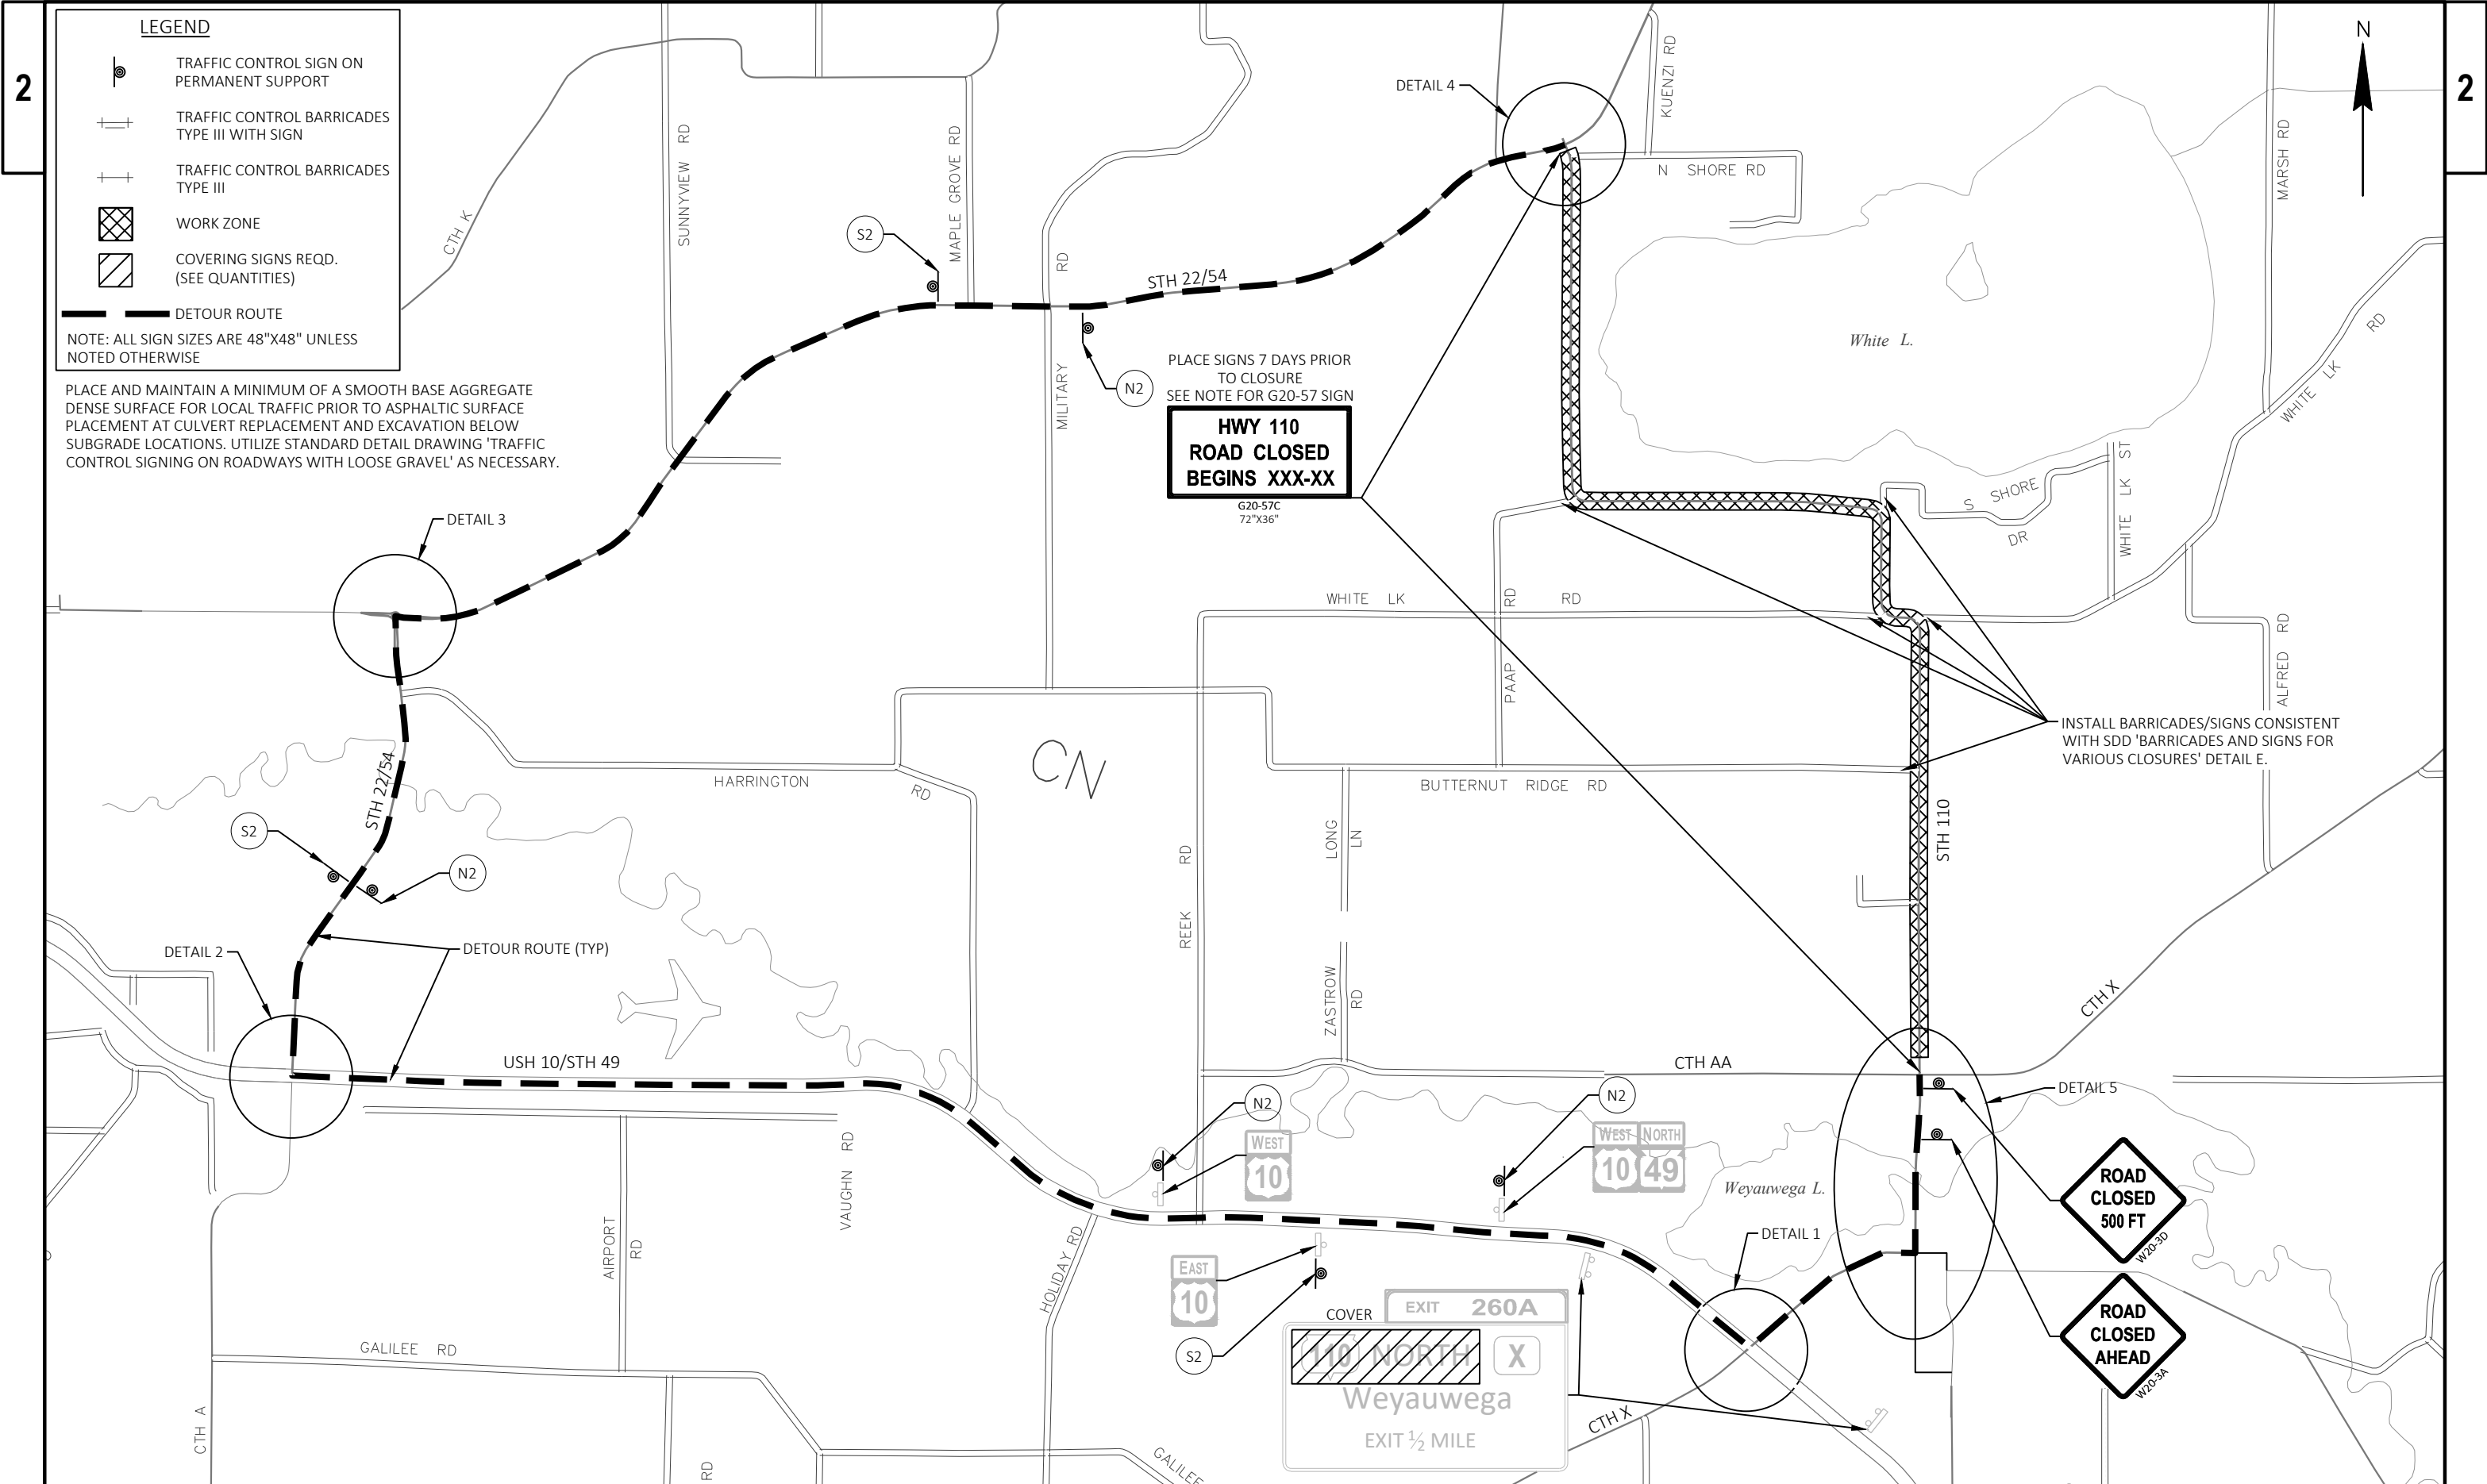 2
2
LEGEND
TRAFFIC CONTROL SIGN ON
PERMANENT SUPPORT
TRAFFIC CONTROL BARRICADES
TYPE III WITH SIGN
TRAFFIC CONTROL BARRICADES
TYPE III
WORK ZONE
COVERING SIGNS REQD.
(SEE QUANTITIES)
DETOUR ROUTE
NOTE: ALL SIGN SIZES ARE 48"X48" UNLESS
NOTED OTHERWISE
PLACE AND MAINTAIN A MINIMUM OF A SMOOTH BASE AGGREGATE
DENSE SURFACE FOR LOCAL TRAFFIC PRIOR TO ASPHALTIC SURFACE
PLACEMENT AT CULVERT REPLACEMENT AND EXCAVATION BELOW
SUBGRADE LOCATIONS. UTILIZE STANDARD DETAIL DRAWING 'TRAFFIC
CONTROL SIGNING ON ROADWAYS WITH LOOSE GRAVEL' AS NECESSARY.
CTH K
SUNNYVIEW RD
MAPLE GROVE RD
S2
MILITARY RD
N2
STH 22/54
DETAIL 4
KUENZI RD
N SHORE RD
MARSH RD
N
White L.
WHITE LK RD
PLACE SIGNS 7 DAYS PRIOR
TO CLOSURE
SEE NOTE FOR G20-57 SIGN
HWY 110
ROAD CLOSED
BEGINS XXX-XX
G20-57C
72"X36"
S SHORE
DR
WHITE LK ST
DETAIL 3
WHITE LK RD
PAAP RD
ALFRED RD
INSTALL BARRICADES/SIGNS CONSISTENT
WITH SDD 'BARRICADES AND SIGNS FOR
VARIOUS CLOSURES' DETAIL E.
STH 22/54
HARRINGTON RD
CN
BUTTERNUT RIDGE RD
S2
N2
REEK RD
LONG LN
STH 110
DETAIL 2
DETOUR ROUTE (TYP)
ZASTROW RD
CTH X
USH 10/STH 49
CTH AA
DETAIL 5
N2
WEST
10
N2
WEST
10
NORTH
49
Weyauwega L.
ROAD
CLOSED
500 FT
W20-3D
VAUGHN RD
AIRPORT RD
HOLIDAY RD
EAST
10
S2
DETAIL 1
ROAD
CLOSED
AHEAD
W20-3A
COVER
EXIT 260A
110 NORTH X
Weyauwega
EXIT ½ MILE
GALILEE RD
CTH A
CTH X
RD
GALILEE